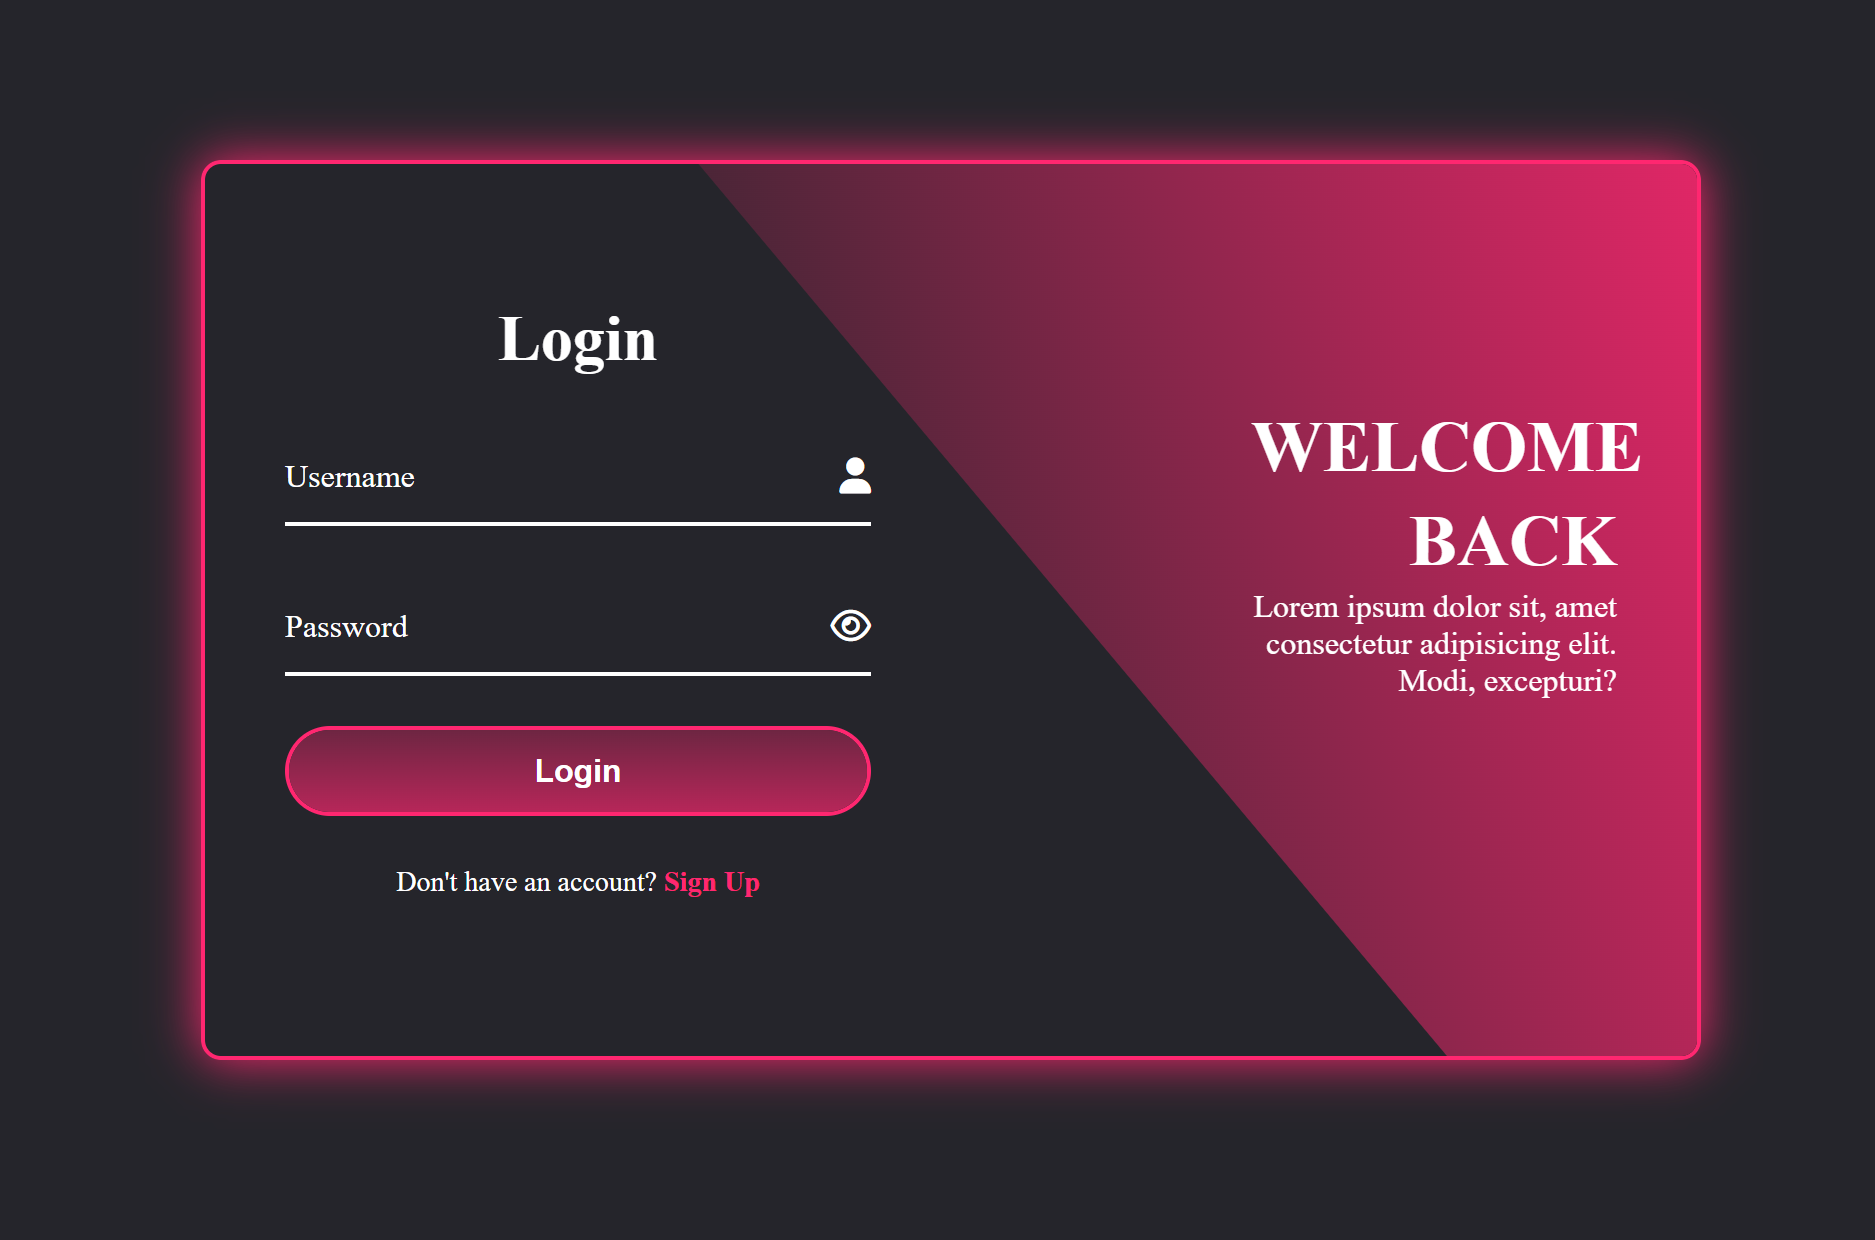 Login
Username
Password
Login
Don't have an account? Sign Up
WELCOME
BACK
Lorem ipsum dolor sit, amet
consectetur adipisicing elit.
Modi, excepturi?